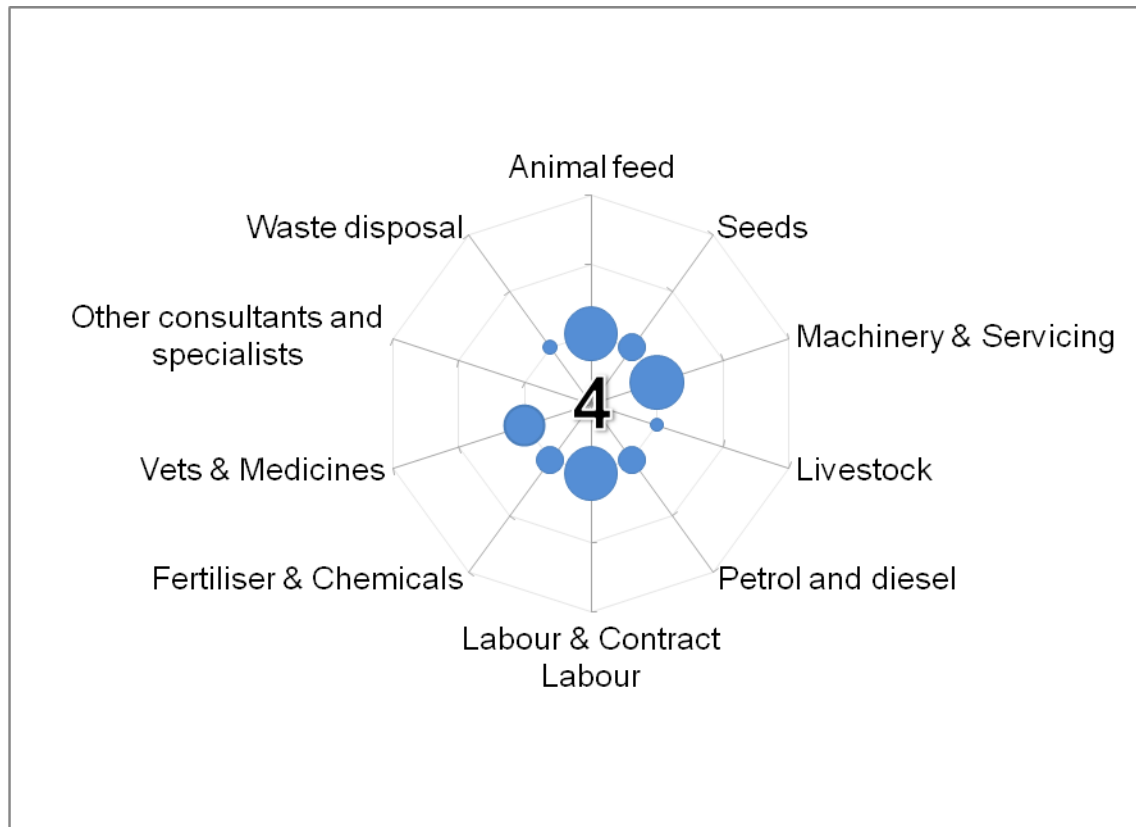 Animal feed
Waste disposal
Seeds
Other consultants and
specialists
Machinery & Servicing
4
Vets & Medicines
Livestock
Fertiliser & Chemicals
Petrol and diesel
Labour & Contract
Labour